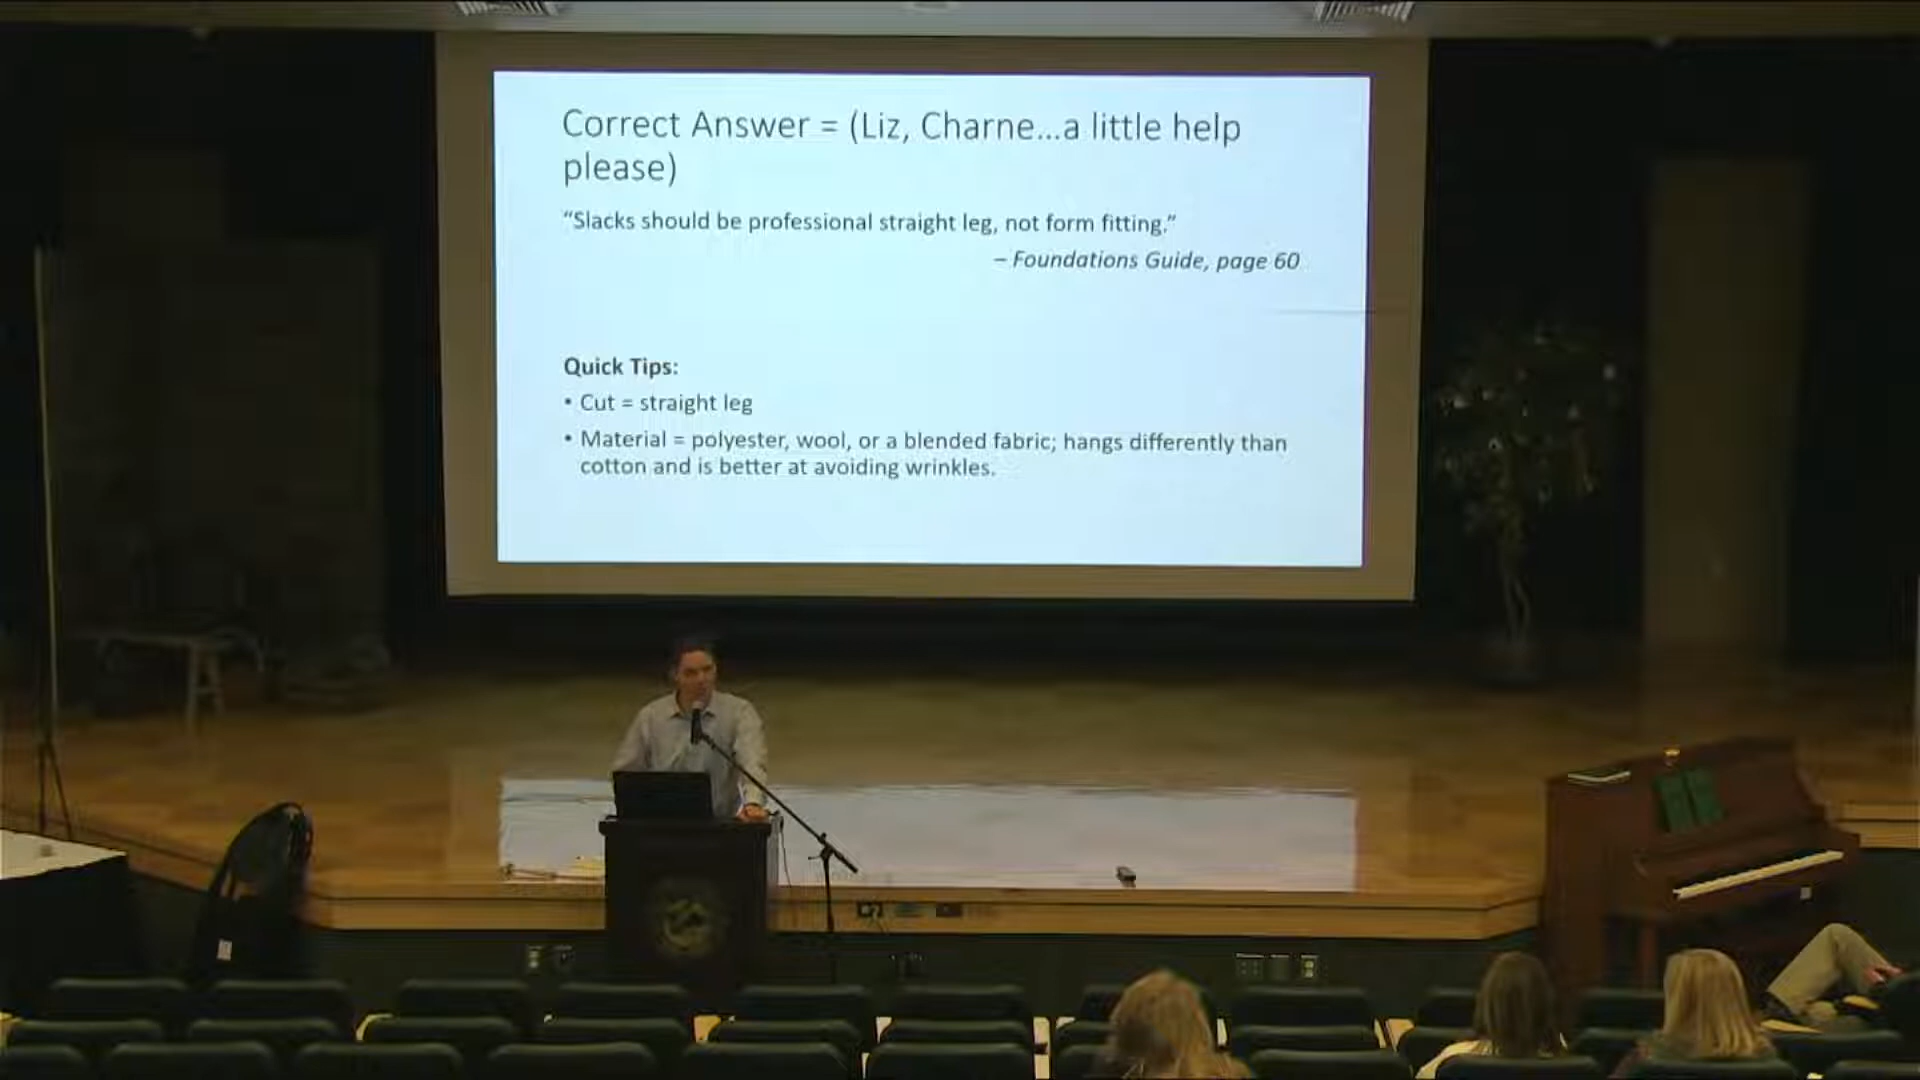 Correct Answer = (Liz, Charne...a little help
please)
“Slacks should be professional straight leg, not form fitting.”
– Foundations Guide, page 60
Quick Tips:
• Cut = straight leg
• Material = polyester, wool, or a blended fabric; hangs differently than
cotton and is better at avoiding wrinkles.